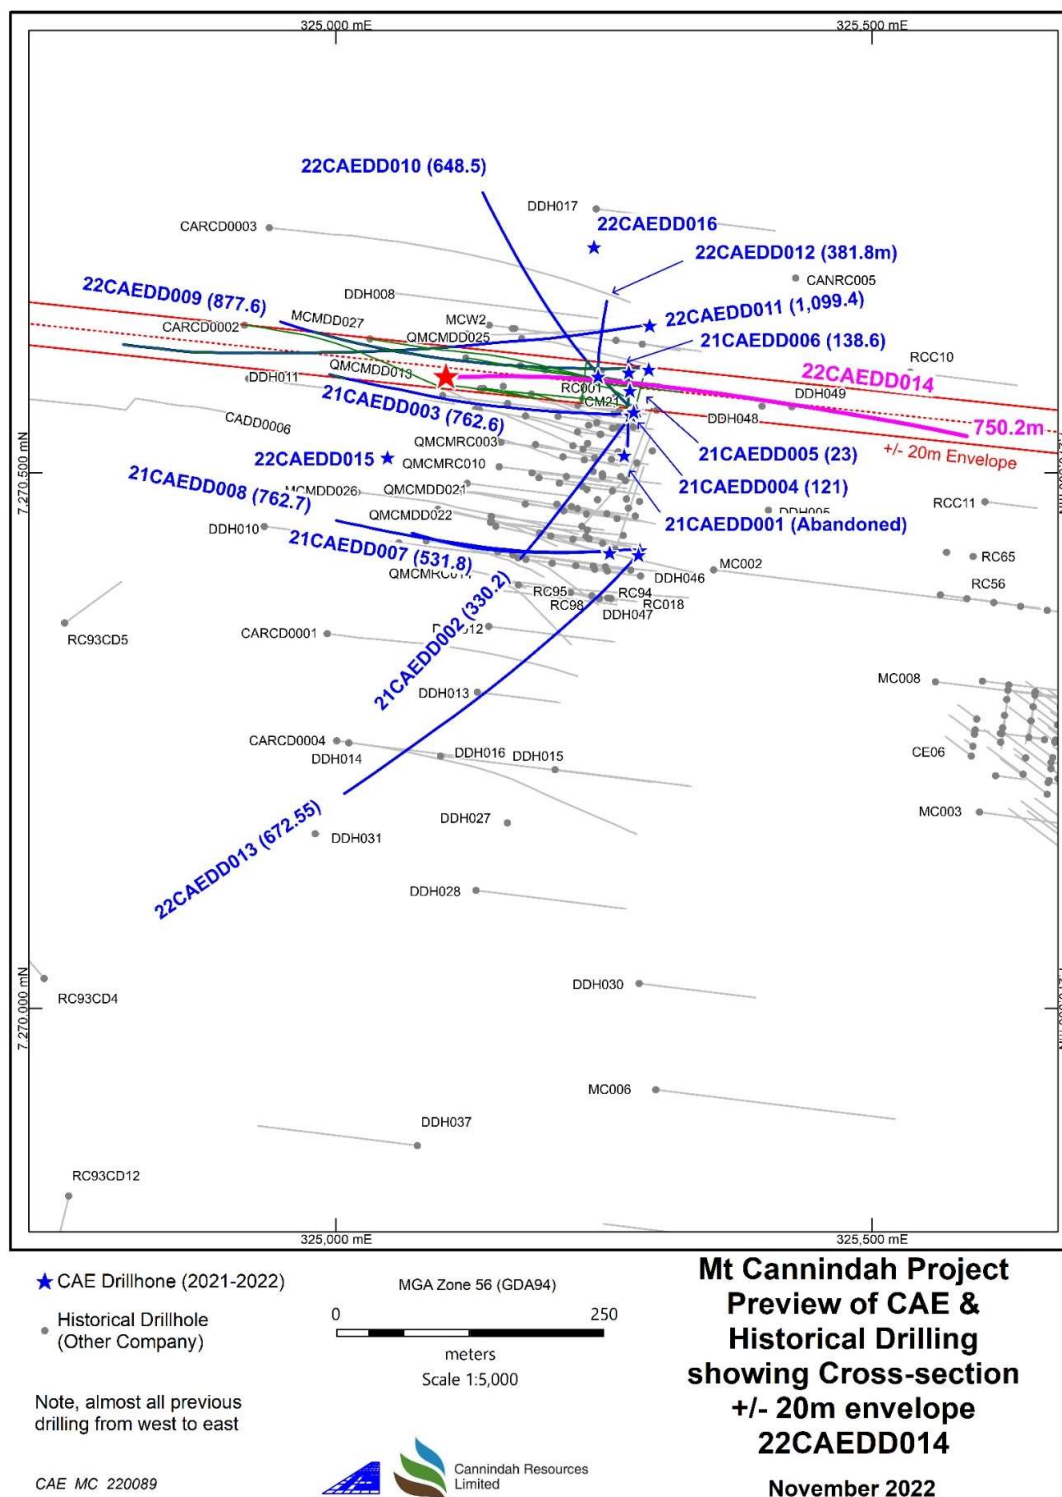 325,000 mE
325,500 mE
22CAEDD010 (648.5)
DDH017
CARCD0003
22CAEDD016
22CAEDD012 (381.8m)
CANRC005
22CAEDD009 (877.6)
DDH008
22CAEDD011 (1,099.4)
MCMDD027
MCW2
CARCD0002
QMCMDD025
21CAEDD006 (138.6)
RCC10
QMCMDD013
22CAEDD014
DDH011
RC001
CM21
DDH049
21CAEDD003 (762.6)
DDH048
CADD0006
750.2m
QMCMRC003
21CAEDD005 (23)
+/- 20m Envelope
22CAEDD015
QMCMRC010
7,270,500 mN
21CAEDD008 (762.7)
MCMDD026
QMCMDD021
21CAEDD004 (121)
RCC11
DDH005
QMCMDD022
21CAEDD001 (Abandoned)
DDH010
21CAEDD007 (531.8)
RC65
MC002
DDH046
RC56
RC95
RC94
RC98
RC018
DDH047
21CAEDD002 (330.2)
RC93CD5
CARCD0001
MC008
DDH013
CARCD0004
DDH014
DDH016
DDH015
CE06
MC003
DDH027
DDH031
22CAEDD013 (672.55)
DDH028
RC93CD4
DDH030
7,270,000 mN
MC006
DDH037
RC93CD12
325,000 mE
325,500 mE
CAE Drillhone (2021-2022)
Historical Drillhole
(Other Company)
Note, almost all previous
drilling from west to east
CAE MC 220089
MGA Zone 56 (GDA94)
0
250
meters
Scale 1:5,000
Cannindah Resources
Limited
Mt Cannindah Project
Preview of CAE &
Historical Drilling
showing Cross-section
+/- 20m envelope
22CAEDD014
November 2022